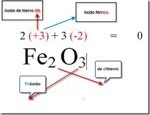 óxido de hierro (III)
óxido férrico
2 (+3) + 3 (-2) = 0
Fe₂ O₃
Trióxido
de dihierro